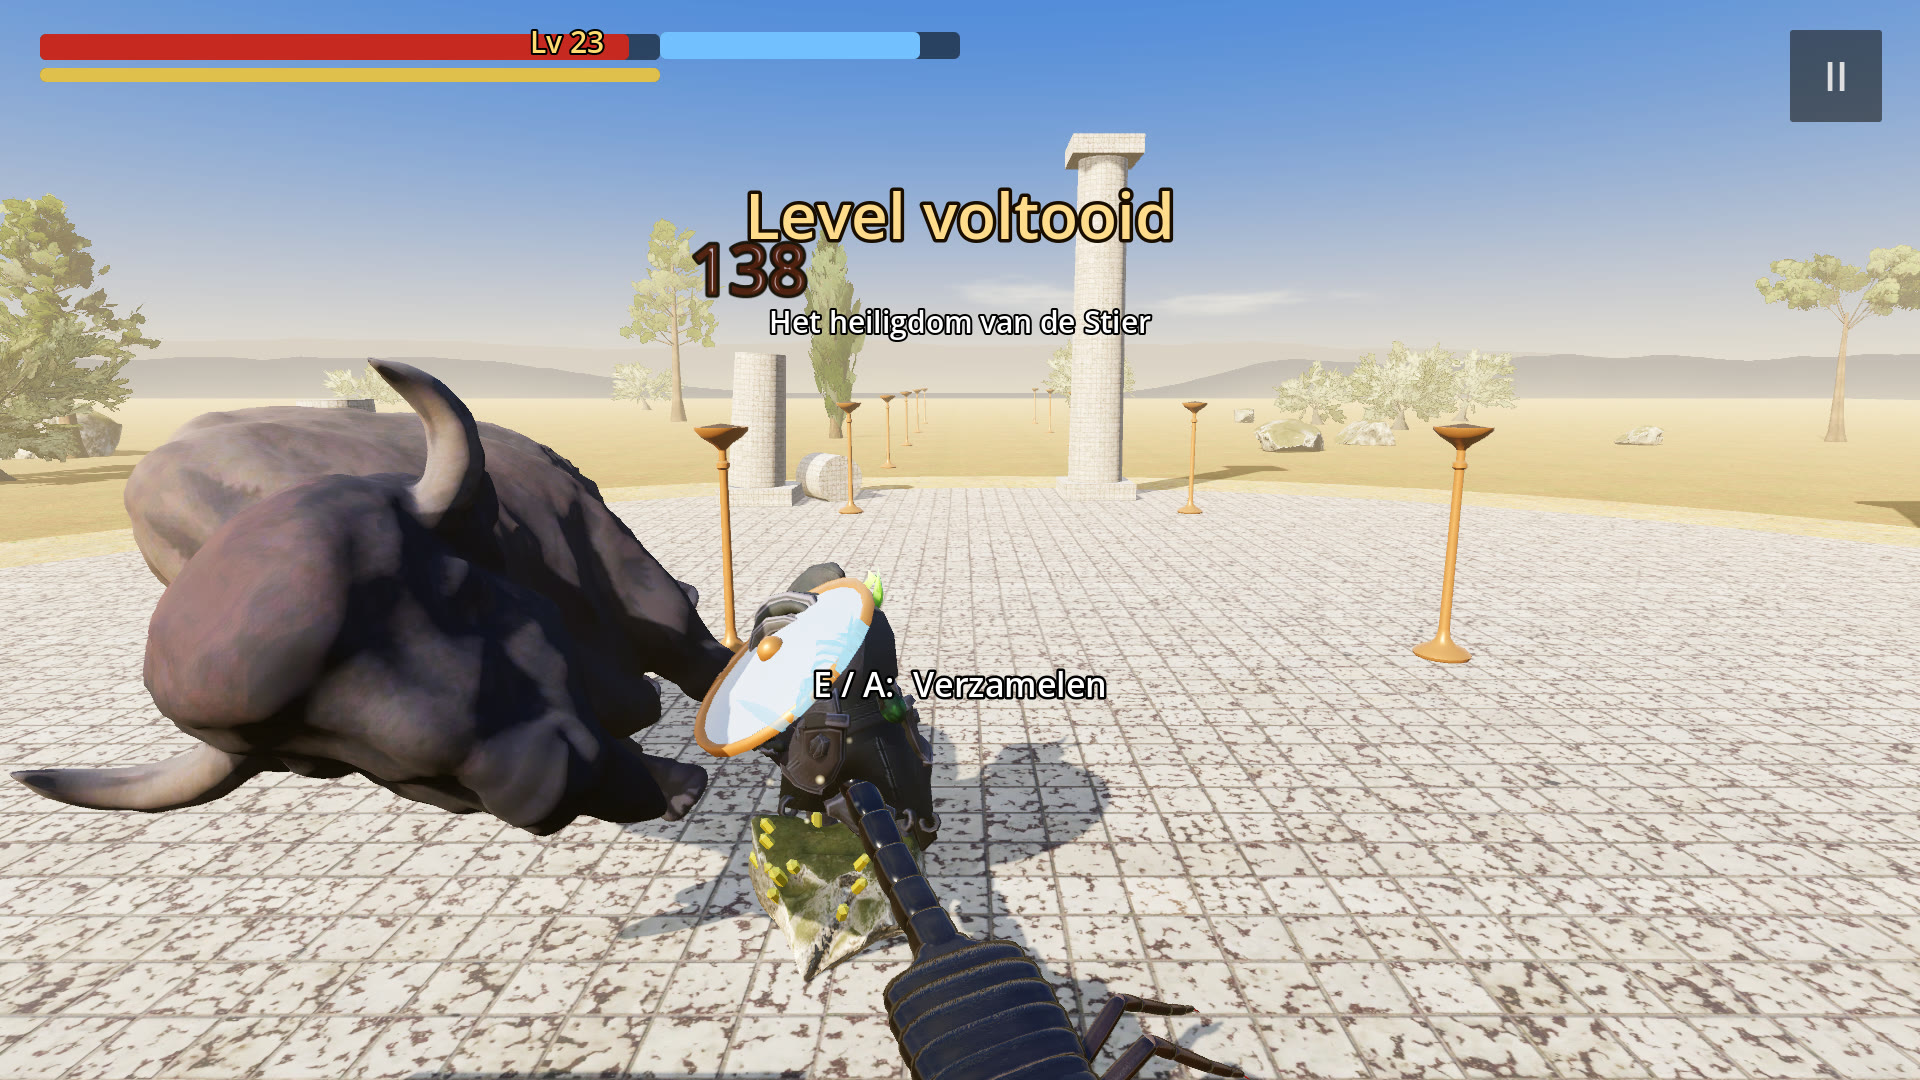 Lv 23
Level voltooid
138
Het heiligdom van de Stier
E / A: Verzamelen